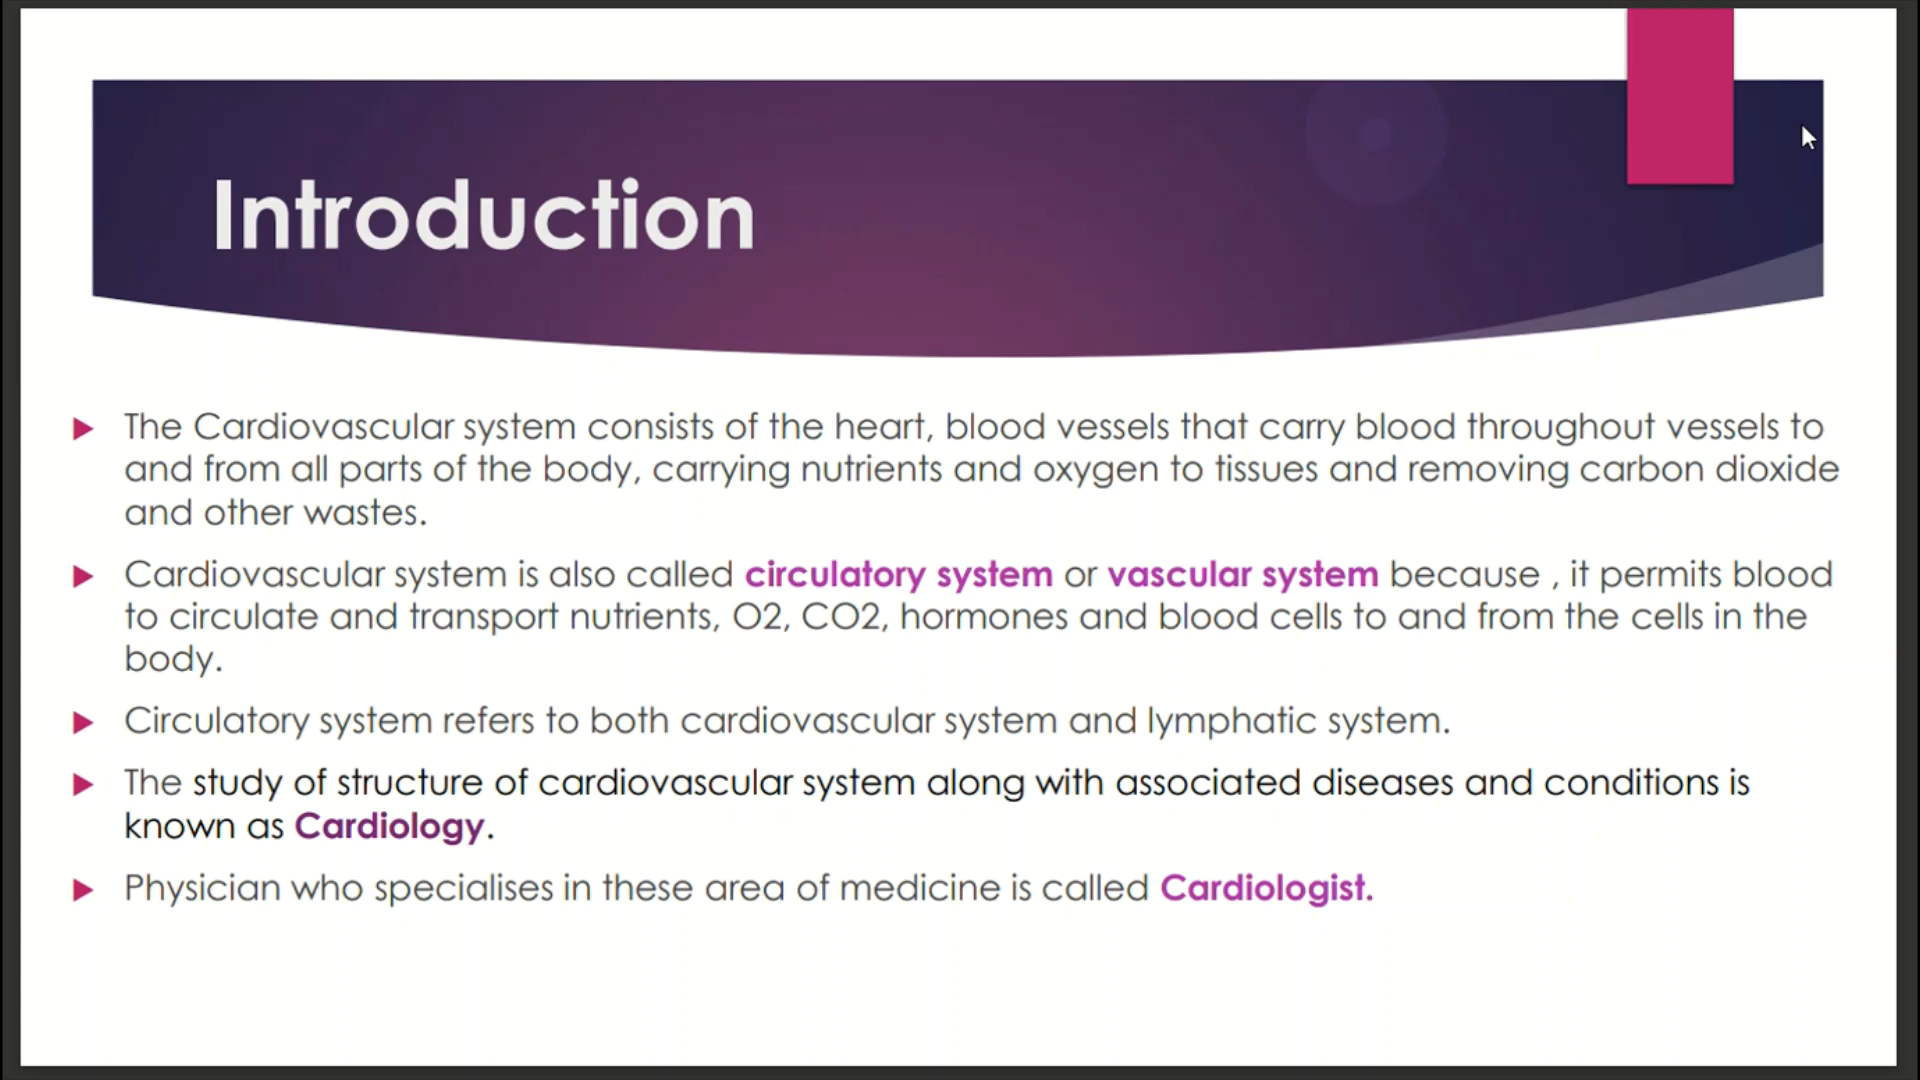 Introduction
The Cardiovascular system consists of the heart, blood vessels that carry blood throughout vessels to
and from all parts of the body, carrying nutrients and oxygen to tissues and removing carbon dioxide
and other wastes.
Cardiovascular system is also called circulatory system or vascular system because , it permits blood
to circulate and transport nutrients, O2, CO2, hormones and blood cells to and from the cells in the
body.
Circulatory system refers to both cardiovascular system and lymphatic system.
The study of structure of cardiovascular system along with associated diseases and conditions is
known as Cardiology.
Physician who specialises in these area of medicine is called Cardiologist.